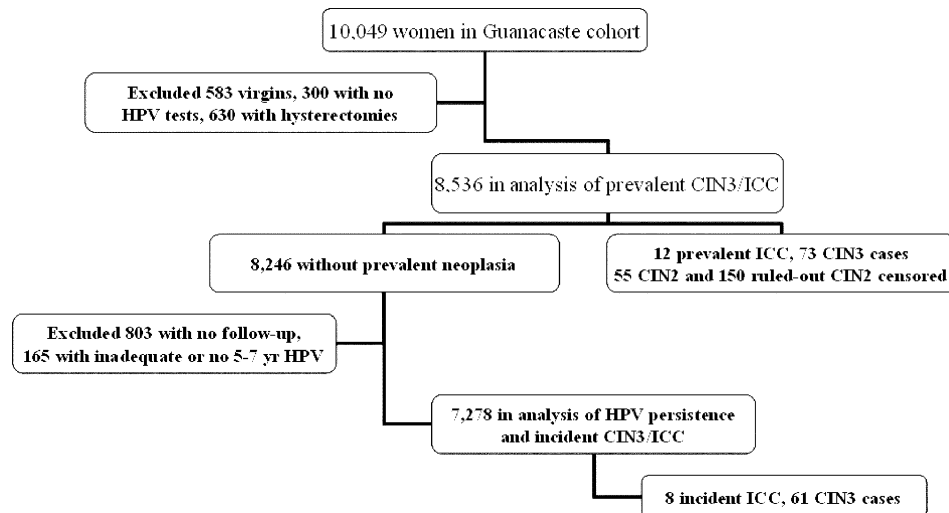 10,049 women in Guanacaste cohort
Excluded 583 virgins, 300 with no
HPV tests, 630 with hysterectomies
8,536 in analysis of prevalent CIN3/ICC
8,246 without prevalent neoplasia
12 prevalent ICC, 73 CIN3 cases
55 CIN2 and 150 ruled-out CIN2 censored
Excluded 803 with no follow-up,
165 with inadequate or no 5-7 yr HPV
7,278 in analysis of HPV persistence
and incident CIN3/ICC
8 incident ICC, 61 CIN3 cases